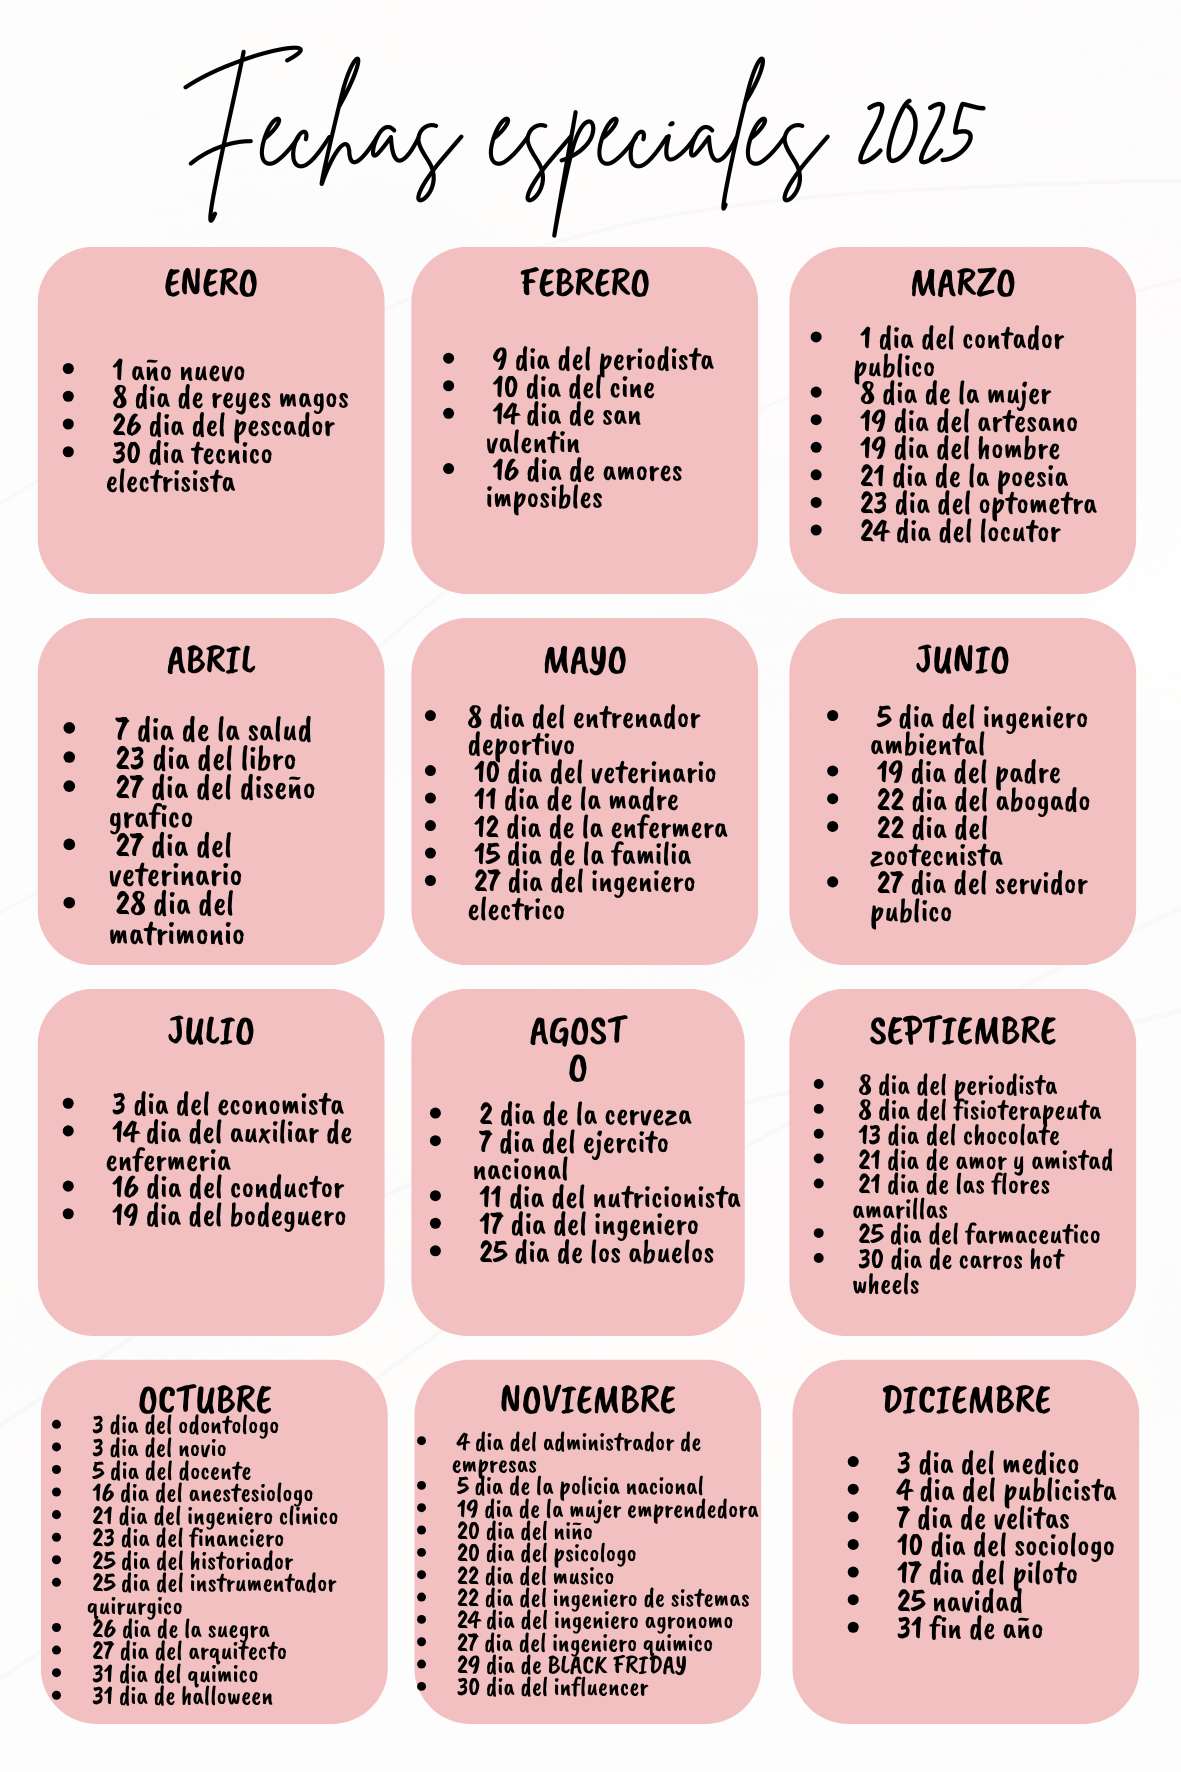 Fechas especiales 2025
ENERO
1 año nuevo
8 dia de reyes magos
26 dia del pescador
30 dia tecnico
electrisista
FEBRERO
9 dia del periodista
10 dia del cine
14 dia de san
valentin
16 dia de amores
imposibles
MARZO
1 dia del contador
publico
8 dia de la mujer
19 dia del artesano
19 dia del hombre
21 dia de la poesia
23 dia del optometra
24 dia del locutor
ABRIL
7 dia de la salud
23 dia del libro
27 dia del diseño
grafico
27 dia del
veterinario
28 dia del
matrimonio
MAYO
8 dia del entrenador
deportivo
10 dia del veterinario
11 dia de la madre
12 dia de la enfermera
15 dia de la familia
27 dia del ingeniero
electrico
JUNIO
5 dia del ingeniero
ambiental
19 dia del padre
22 dia del abogado
22 dia del
zootecnista
27 dia del servidor
publico
JULIO
3 dia del economista
14 dia del auxiliar de
enfermeria
16 dia del conductor
19 dia del bodeguero
AGOST
O
2 dia de la cerveza
7 dia del ejercito
nacional
11 dia del nutricionista
17 dia del ingeniero
25 dia de los abuelos
SEPTIEMBRE
8 dia del periodista
8 dia del fisioterapeuta
13 dia del chocolate
21 dia de amor y amistad
21 dia de las flores
amarillas
25 dia del farmaceutico
30 dia de carros hot
wheels
OCTUBRE
3 dia del odontologo
3 dia del novio
5 dia del docente
16 dia del anestesiologo
21 dia del ingeniero clinico
23 dia del financiero
25 dia del historiador
25 dia del instrumentador
quirurgico
26 dia de la suegra
27 dia del arquitecto
31 dia del quimico
31 dia de halloween
NOVIEMBRE
4 dia del administrador de
empresas
5 dia de la policia nacional
19 dia de la mujer emprendedora
20 dia del niño
20 dia del psicologo
22 dia del musico
22 dia del ingeniero de sistemas
24 dia del ingeniero agronomo
27 dia del ingeniero quimico
29 dia de BLACK FRIDAY
30 dia del influencer
DICIEMBRE
3 dia del medico
4 dia del publicista
7 dia de velitas
10 dia del sociologo
17 dia del piloto
25 navidad
31 fin de año